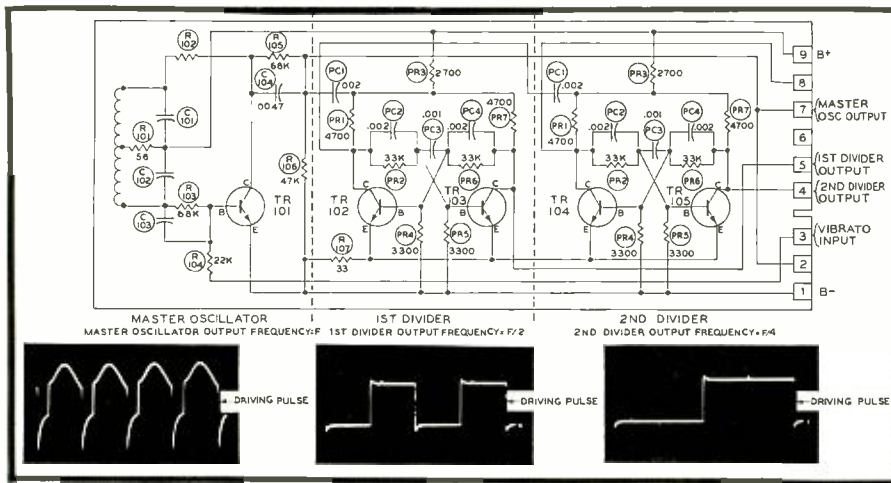 R 102
R 105
68K
C 104
.0047
PC1
.002
PR3
2700
PC1
.002
PR3
2700
9 B+
8
C 101
R 101
56
C 102
R 103
68K
C 103
R 104
22K
R 106
47K
R 107
33
PR1
4700
PC2
.002
.001
PC3
PC4
.002
4700
PR7
33K
PR2
33K
PR6
PR1
4700
PC2
.002
.001
PC3
PC4
.002
PR7
4700
33K
PR2
33K
PR6
7 MASTER OSC OUTPUT
6
5 1ST DIVIDER OUTPUT
4 2ND DIVIDER OUTPUT
3 VIBRATO INPUT
2
1 B-
C
B
E
TR 101
TR 102
C
B
E
TR 103
C
B
E
TR 104
C
B
E
TR 105
C
B
E
PR4
3300
PR5
3300
PR4
3300
PR5
3300
MASTER OSCILLATOR
MASTER OSCILLATOR OUTPUT FREQUENCY=F
1ST DIVIDER
1ST DIVIDER OUTPUT FREQUENCY=F/2
2ND DIVIDER
2ND DIVIDER OUTPUT FREQUENCY=F/4
DRIVING PULSE
DRIVING PULSE
DRIVING PULSE